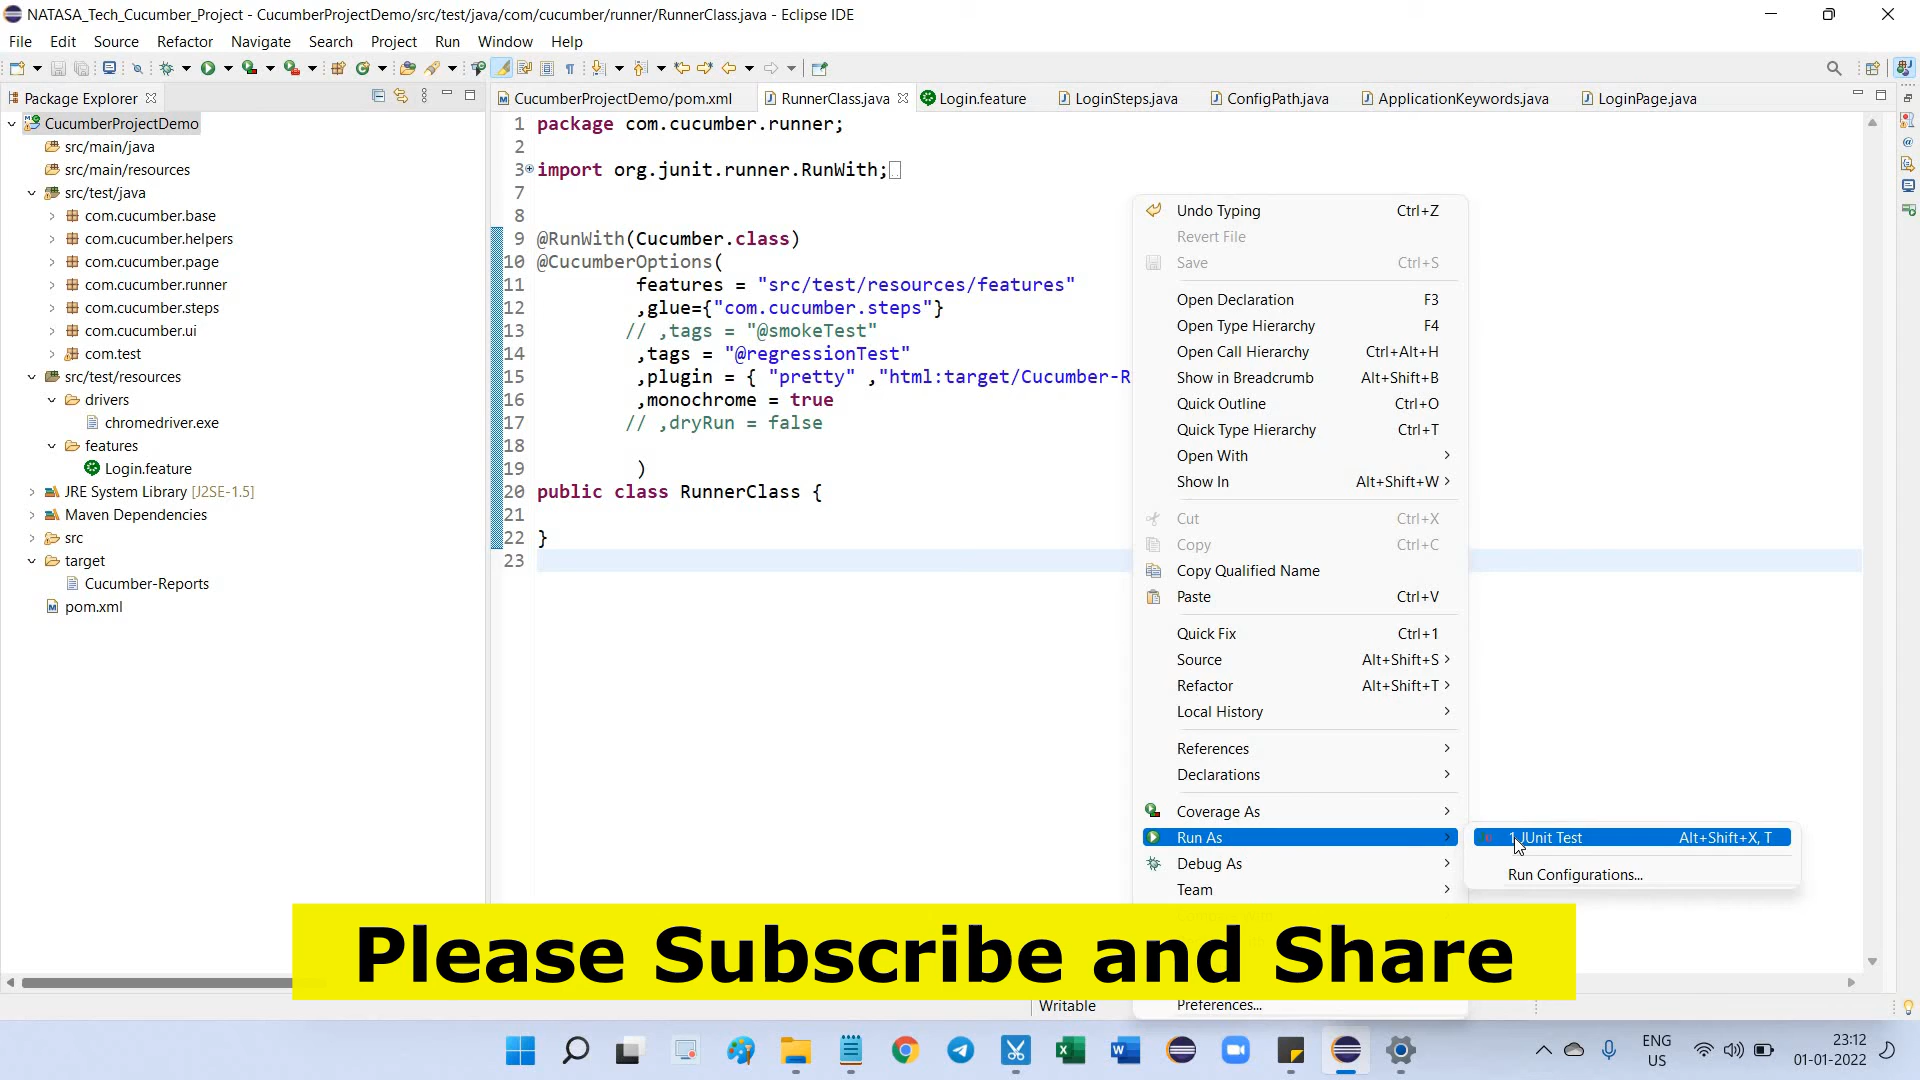 NATASA_Tech_Cucumber_Project - CucumberProjectDemo/src/test/java/com/cucumber/runner/RunnerClass.java - Eclipse IDE
File Edit Source Refactor Navigate Search Project Run Window Help
Package Explorer
CucumberProjectDemo/pom.xml RunnerClass.java Login.feature LoginSteps.java ConfigPath.java ApplicationKeywords.java LoginPage.java
CucumberProjectDemo
src/main/java
src/main/resources
src/test/java
com.cucumber.base
com.cucumber.helpers
com.cucumber.page
com.cucumber.runner
com.cucumber.steps
com.cucumber.ui
com.test
src/test/resources
drivers
chromedriver.exe
features
Login.feature
JRE System Library [J2SE-1.5]
Maven Dependencies
src
target
Cucumber-Reports
pom.xml
1 package com.cucumber.runner;
2
3 import org.junit.runner.RunWith;
7
8
9 @RunWith(Cucumber.class)
10 @CucumberOptions(
11 features = "src/test/resources/features"
12 ,glue={"com.cucumber.steps"}
13 // ,tags = "@smokeTest"
14 ,tags = "@regressionTest"
15 ,plugin = { "pretty" ,"html:target/Cucumber-R
16 ,monochrome = true
17 // ,dryRun = false
18
19 )
20 public class RunnerClass {
21
22 }
23
Undo Typing Ctrl+Z
Revert File
Save Ctrl+S
Open Declaration F3
Open Type Hierarchy F4
Open Call Hierarchy Ctrl+Alt+H
Show in Breadcrumb Alt+Shift+B
Quick Outline Ctrl+O
Quick Type Hierarchy Ctrl+T
Open With
Show In Alt+Shift+W
Cut Ctrl+X
Copy Ctrl+C
Copy Qualified Name
Paste Ctrl+V
Quick Fix Ctrl+1
Source Alt+Shift+S
Refactor Alt+Shift+T
Local History
References
Declarations
Coverage As
Run As
Debug As
Team
Preferences...
1 JUnit Test Alt+Shift+X, T
Run Configurations...
Please Subscribe and Share
Writable
ENG
US
23:12
01-01-2022